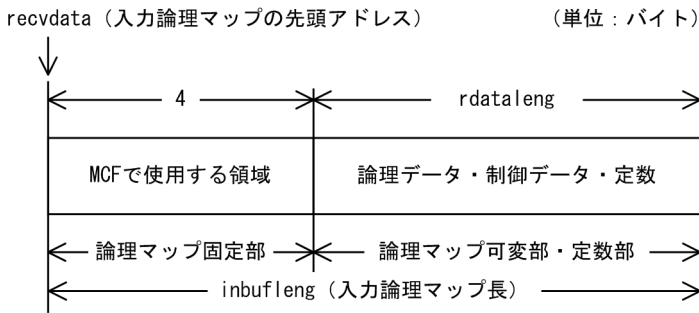 recvdata（入力論理マップの先頭アドレス）　（単位：バイト）
4　rdataleng
MCFで使用する領域　論理データ・制御データ・定数
論理マップ固定部　論理マップ可変部・定数部
inbufleng（入力論理マップ長）